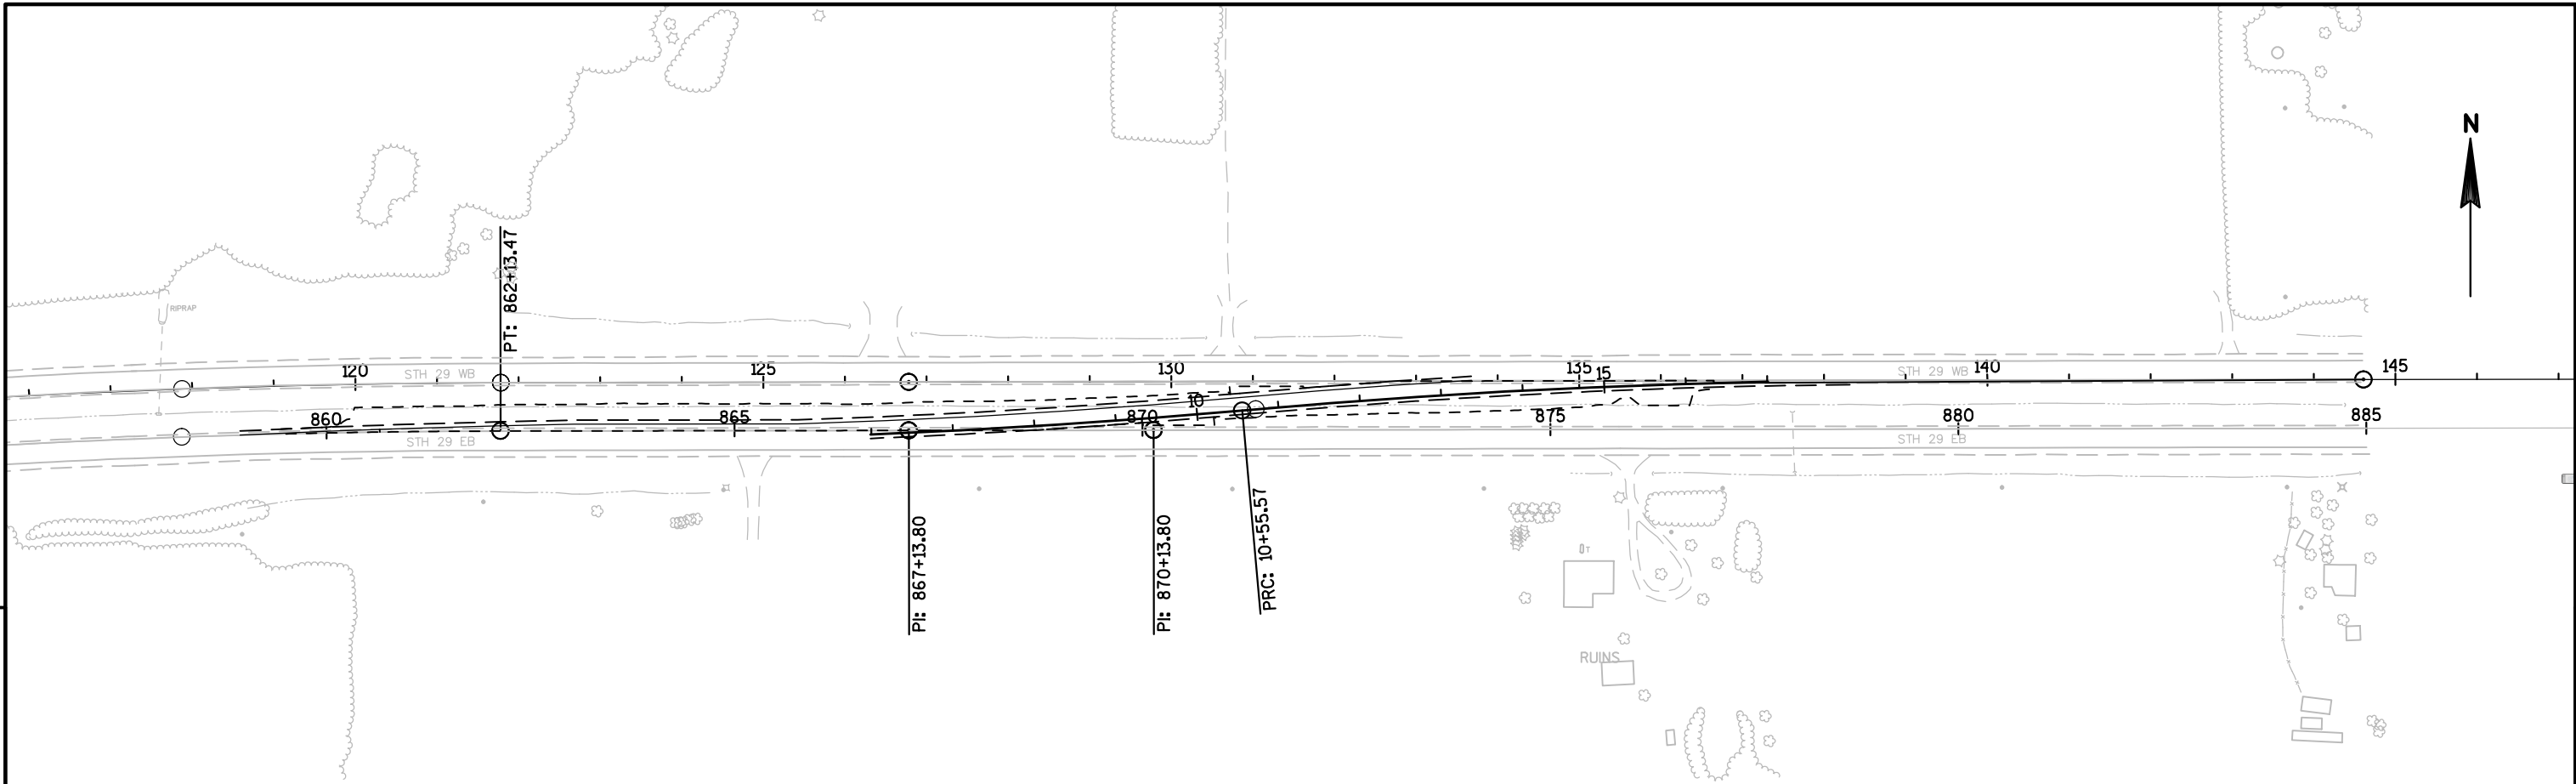 N
PT: 862+13.47
RIPRAP
120
STH 29 WB
125
130
135
15
STH 29 WB
140
145
860
STH 29 EB
865
870
10
875
STH 29 EB
880
885
PI: 867+13.80
PI: 870+13.80
PRC: 10+55.57
T
RUINS